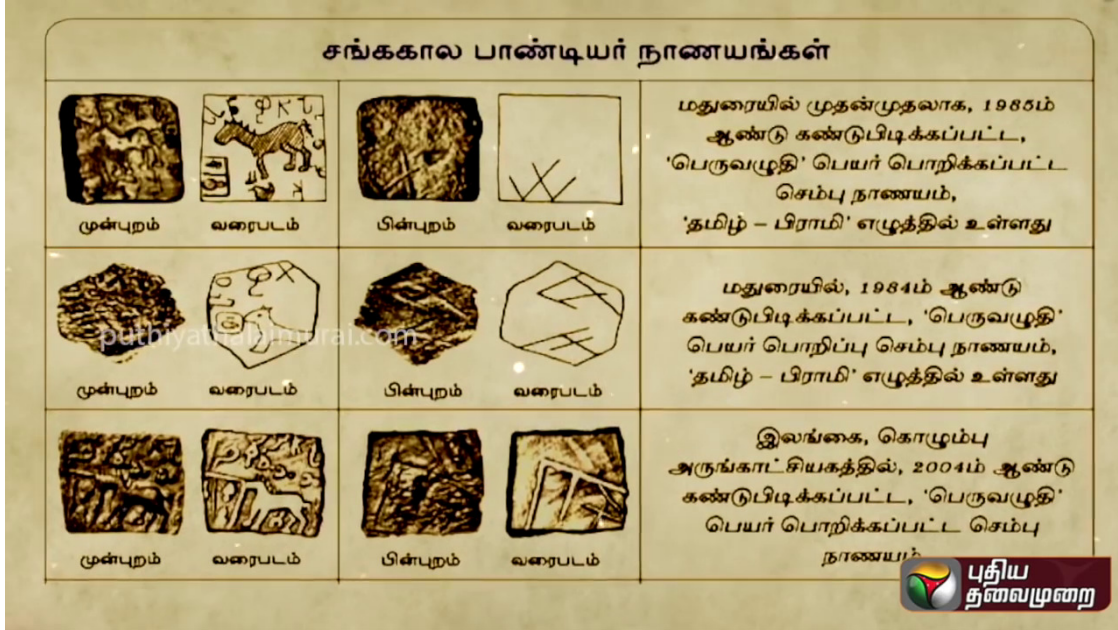 சங்ககால பாண்டியர் நாணயங்கள்
முன்புறம் வரைபடம் பின்புறம் வரைபடம்
மதுரையில் முதன்முதலாக, 1985ம்
ஆண்டு கண்டுபிடிக்கப்பட்ட,
'பெருவழுதி' பெயர் பொறிக்கப்பட்ட
செம்பு நாணயம்,
'தமிழ் – பிராமி' எழுத்தில் உள்ளது
முன்புறம் வரைபடம் பின்புறம் வரைபடம்
மதுரையில், 1984ம் ஆண்டு
கண்டுபிடிக்கப்பட்ட, 'பெருவழுதி'
பெயர் பொறிப்பு செம்பு நாணயம்,
'தமிழ் – பிராமி' எழுத்தில் உள்ளது
puthiyathalaimurai.com
முன்புறம் வரைபடம் பின்புறம் வரைபடம்
இலங்கை, கொழும்பு
அருங்காட்சியகத்தில், 2004ம் ஆண்டு
கண்டுபிடிக்கப்பட்ட, 'பெருவழுதி'
பெயர் பொறிக்கப்பட்ட செம்பு
நாணயம்
புதிய
தலைமுறை